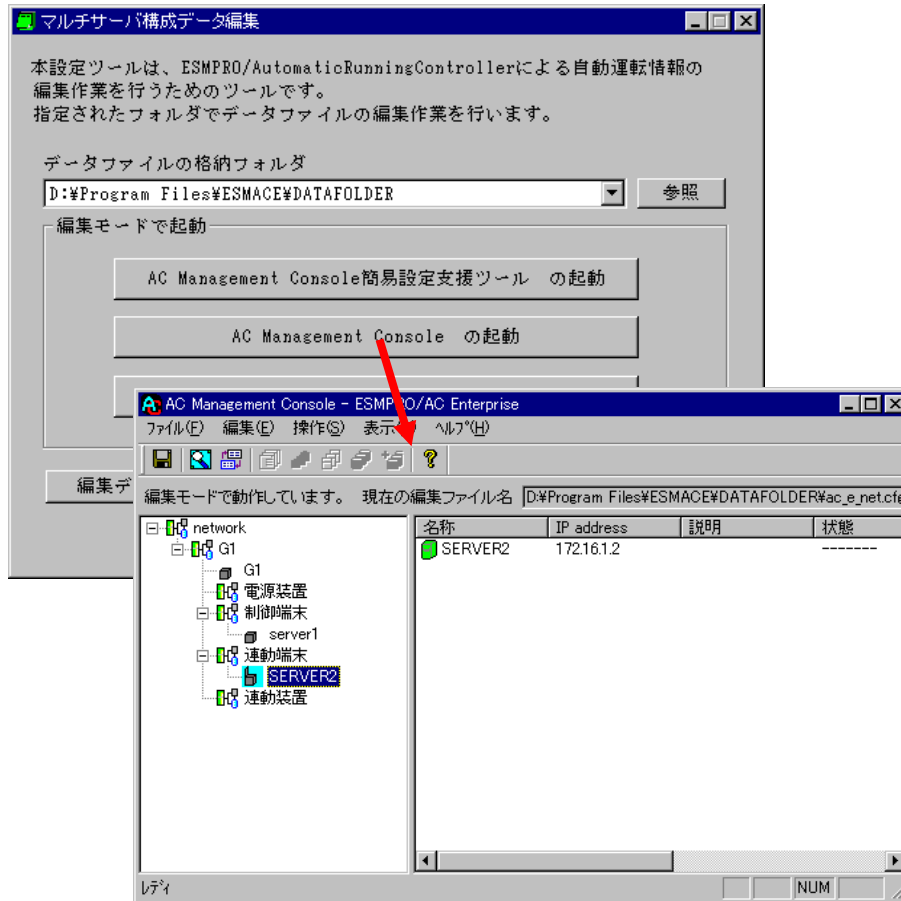 マルチサーバ構成データ編集
本設定ツールは、ESMPRO/AutomaticRunningControllerによる自動運転情報の
編集作業を行うためのツールです。
指定されたフォルダでデータファイルの編集作業を行います。
データファイルの格納フォルダ
D:¥Program Files¥ESMACE¥DATAFOLDER
参照
編集モードで起動
AC Management Console簡易設定支援ツール の起動
AC Management Console の起動
編集デ
AC Management Console - ESMPRO/AC Enterprise
ファイル(F) 編集(E) 操作(S) 表示 ヘルプ(H)
編集モードで動作しています。 現在の編集ファイル名 D:¥Program Files¥ESMACE¥DATAFOLDER¥ac_e_net.cfg
network
G1
G1
電源装置
制御端末
server1
連動端末
SERVER2
連動装置
名称 IP address 説明 状態
SERVER2 172.16.1.2 -------
レディ
NUM